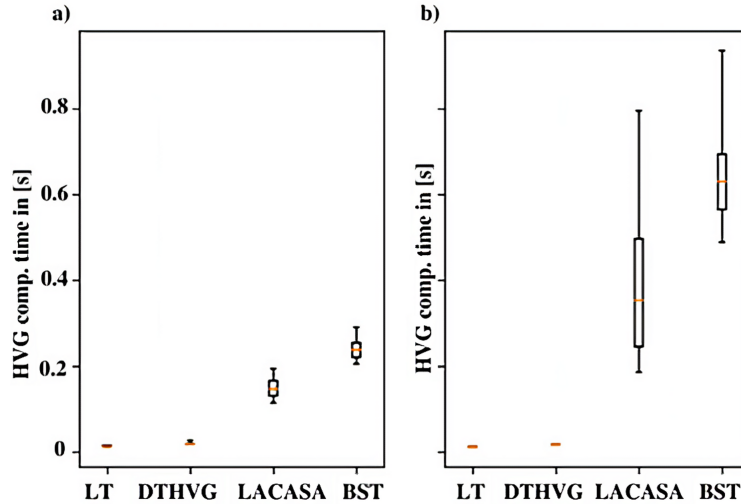 a)
HVG comp. time in [s]
0.8
0.6
0.4
0.2
0
LT DTHVG LACASA BST
b)
HVG comp. time in [s]
LT DTHVG LACASA BST